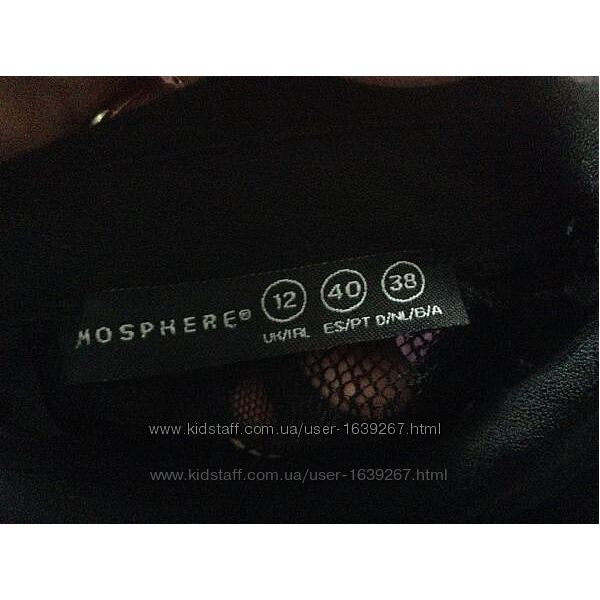 MOSPHERE®
12 40 38
UK/IRL ES/PT D/NL/B/A
www.kidstaff.com.ua/user-1639267.html
www.kidstaff.com.ua/user-1639267.html